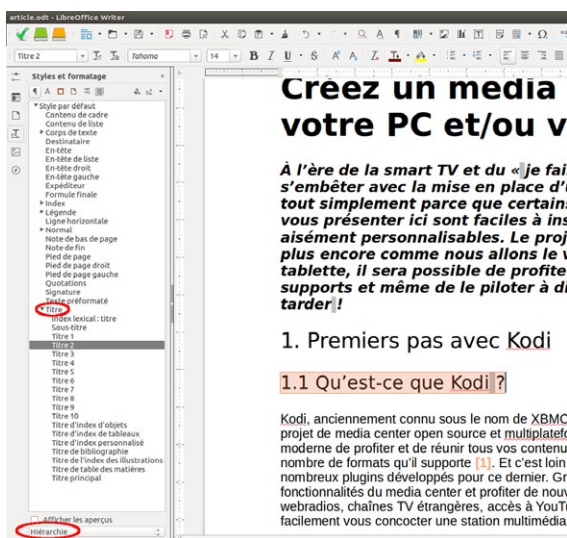 article.odt - LibreOffice Writer
Titre 2
Tahoma
14
Styles et formatage
Style par défaut
Contenu de cadre
Contenu de liste
Corps de texte
Destinataire
En-tête
En-tête de liste
En-tête droit
En-tête gauche
Expéditeur
Formule finale
Index
Légende
Ligne horizontale
Normal
Note de bas de page
Note de fin
Pied de page
Pied de page droit
Pied de page gauche
Quotations
Signature
Texte préformaté
Titre
Index lexical : titre
Sous-titre
Titre 1
Titre 2
Titre 3
Titre 4
Titre 5
Titre 6
Titre 7
Titre 8
Titre 9
Titre 10
Titre d'index d'objets
Titre d'index de tableaux
Titre d'index personnalisé
Titre de bibliographie
Titre de l'index des illustrations
Titre de table des matières
Titre principal
Afficher les aperçus
Hiérarchie
Créez un media
votre PC et/ou v
À l’ère de la smart TV et du « je fai
s’embêter avec la mise en place d’u
tout simplement parce que certains
vous présenter ici sont faciles à ins
aisément personnalisables. Le proj
plus encore comme nous allons le v
tablette, il sera possible de profite
supports et même de le piloter à di
tarder !
1. Premiers pas avec Kodi
1.1 Qu’est-ce que Kodi ?
Kodi, anciennement connu sous le nom de XBMC
projet de media center open source et multiplatefo
moderne de profiter et de réunir tous vos contenu
nombre de formats qu’il supporte [1]. Et c’est loin
nombreux plugins développés pour ce dernier. Gr
fonctionnalités du media center et profiter de nouv
webradios, chaînes TV étrangères, accès à YouTu
facilement vous concocter une station multimédia